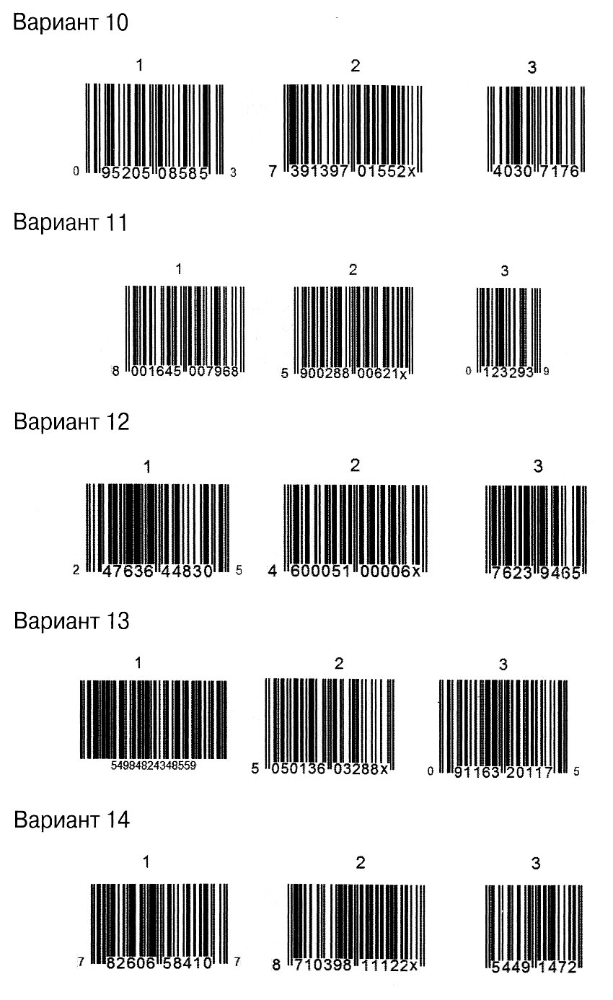 Вариант 10
1 2 3
0 95205 08585 3 7 391397 01552x 4030 7176
Вариант 11
1 2 3
8 001645 007968 5 900288 00621x 0 123293 9
Вариант 12
1 2 3
2 47636 44830 5 4 600051 00006x 7623 9465
Вариант 13
1 2 3
54984824348559 5 050136 03288x 0 91163 20117 5
Вариант 14
1 2 3
7 82606 58410 7 8 710398 11122x 5449 1472